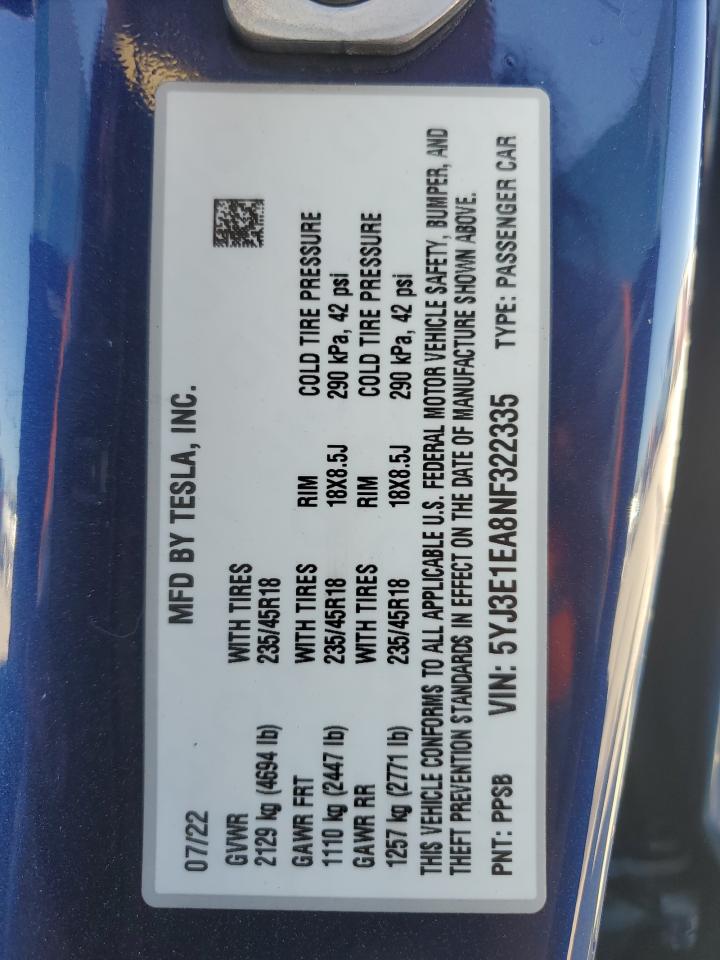 07/22 MFD BY TESLA, INC.
GVWR WITH TIRES
2129 kg (4694 lb) 235/45R18
GAWR FRT WITH TIRES RIM COLD TIRE PRESSURE
1110 kg (2447 lb) 235/45R18 18X8.5J 290 kPa, 42 psi
GAWR RR WITH TIRES RIM COLD TIRE PRESSURE
1257 kg (2771 lb) 235/45R18 18X8.5J 290 kPa, 42 psi
THIS VEHICLE CONFORMS TO ALL APPLICABLE U.S. FEDERAL MOTOR VEHICLE SAFETY, BUMPER, AND
THEFT PREVENTION STANDARDS IN EFFECT ON THE DATE OF MANUFACTURE SHOWN ABOVE.
PNT: PPSB VIN: 5YJ3E1EA8NF322335 TYPE: PASSENGER CAR